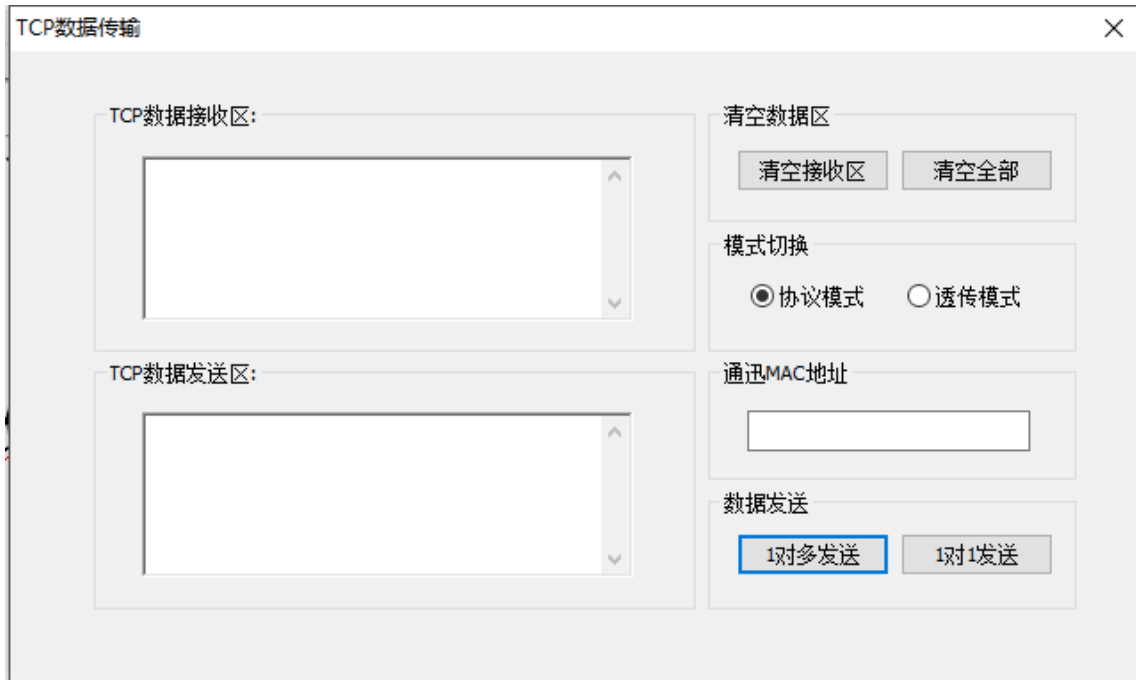 TCP数据传输
TCP数据接收区:
清空数据区
清空接收区
清空全部
模式切换
协议模式
透传模式
TCP数据发送区:
通迅MAC地址
数据发送
1对多发送
1对1发送